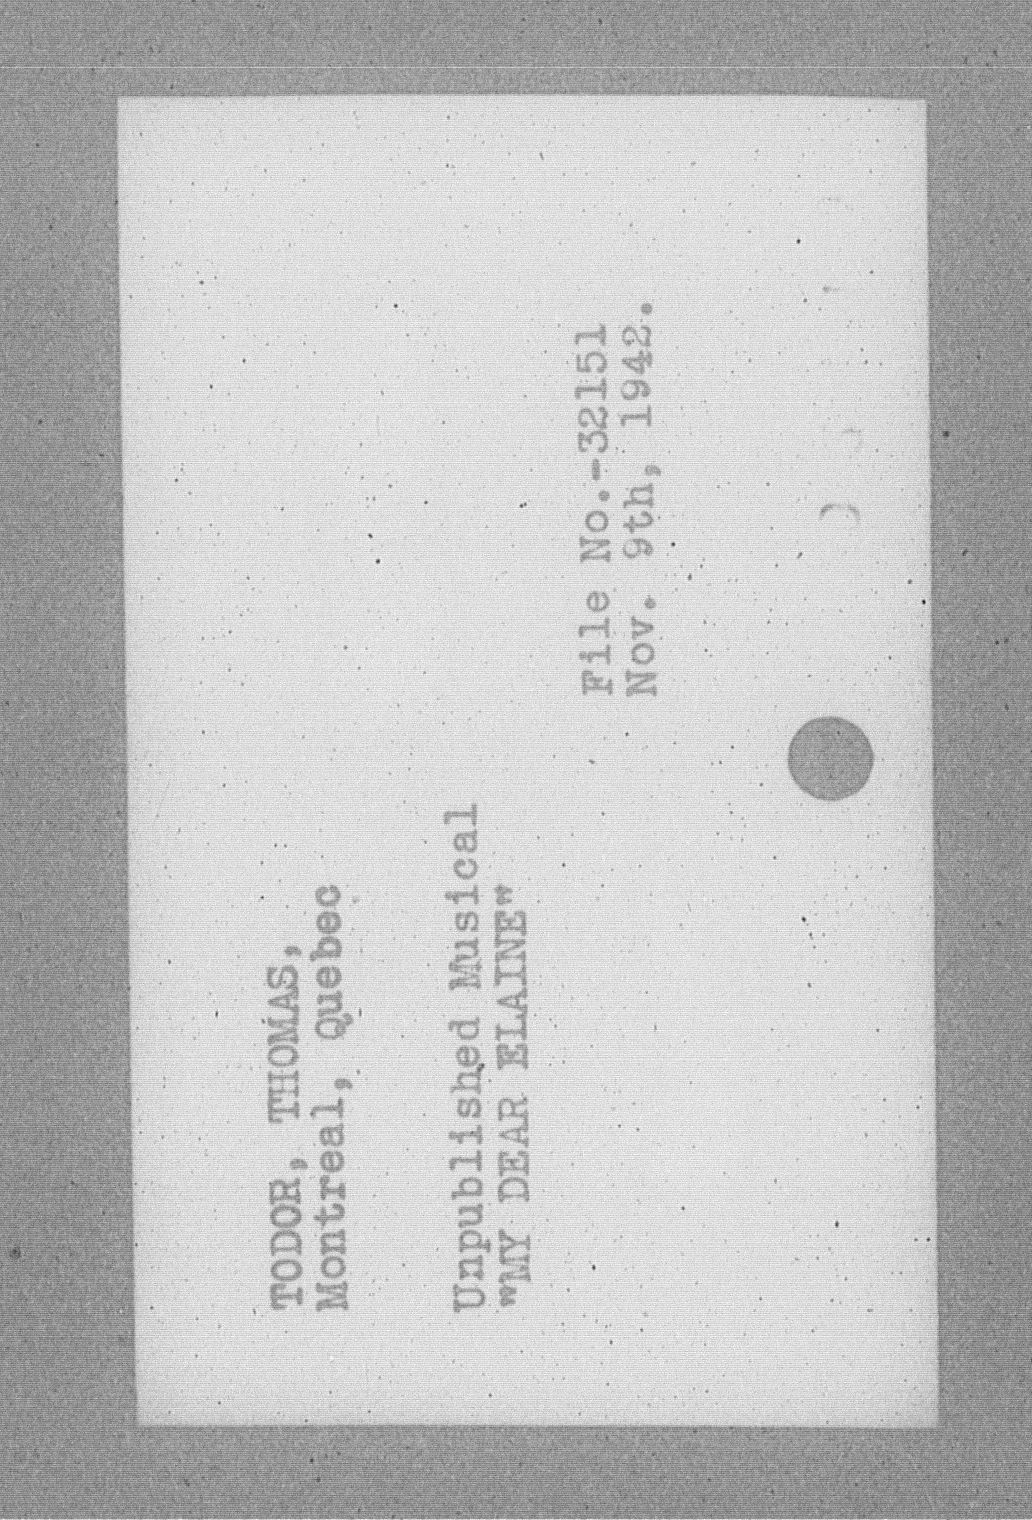 TODOR, THOMAS,
Montreal, Quebec
Unpublished Musical
"MY DEAR ELAINE"
File No.-32151
Nov. 9th, 1942.